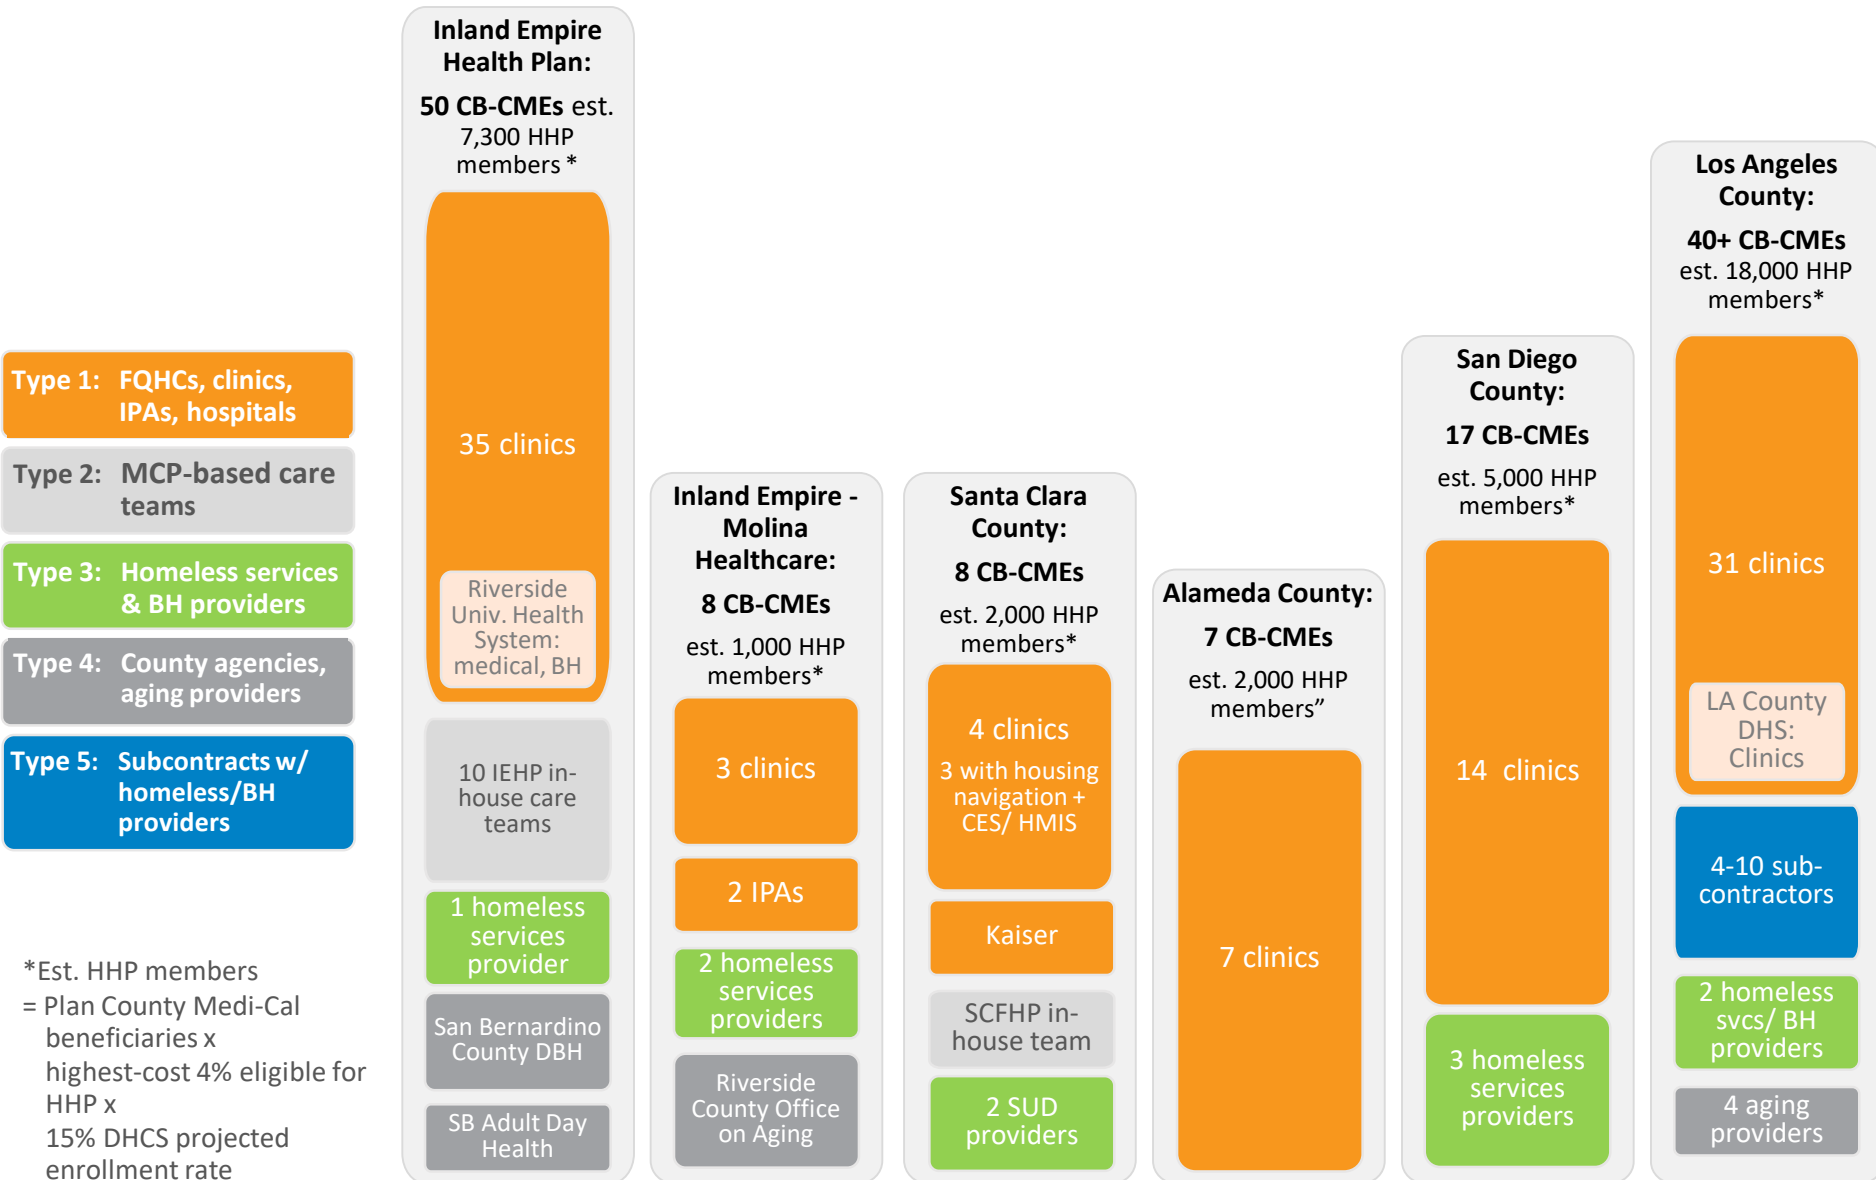 Type 1: FQHCs, clinics,
IPAs, hospitals
Type 2: MCP-based care
teams
Type 3: Homeless services
& BH providers
Type 4: County agencies,
aging providers
Type 5: Subcontracts w/
homeless/BH
providers
*Est. HHP members
= Plan County Medi-Cal
beneficiaries x
highest-cost 4% eligible for
HHP x
15% DHCS projected
enrollment rate
Inland Empire
Health Plan:
50 CB-CMEs est.
7,300 HHP
members *
35 clinics
Riverside
Univ. Health
System:
medical, BH
10 IEHP in-
house care
teams
1 homeless
services
provider
San Bernardino
County DBH
SB Adult Day
Health
Inland Empire -
Molina
Healthcare:
8 CB-CMEs
est. 1,000 HHP
members*
3 clinics
2 IPAs
2 homeless
services
providers
Riverside
County Office
on Aging
Santa Clara
County:
8 CB-CMEs
est. 2,000 HHP
members*
4 clinics
3 with housing
navigation +
CES/ HMIS
Kaiser
SCFHP in-
house team
2 SUD
providers
Alameda County:
7 CB-CMEs
est. 2,000 HHP
members”
7 clinics
San Diego
County:
17 CB-CMEs
est. 5,000 HHP
members*
14 clinics
3 homeless
services
providers
Los Angeles
County:
40+ CB-CMEs
est. 18,000 HHP
members*
31 clinics
LA County
DHS:
Clinics
4-10 sub-
contractors
2 homeless
svcs/ BH
providers
4 aging
providers